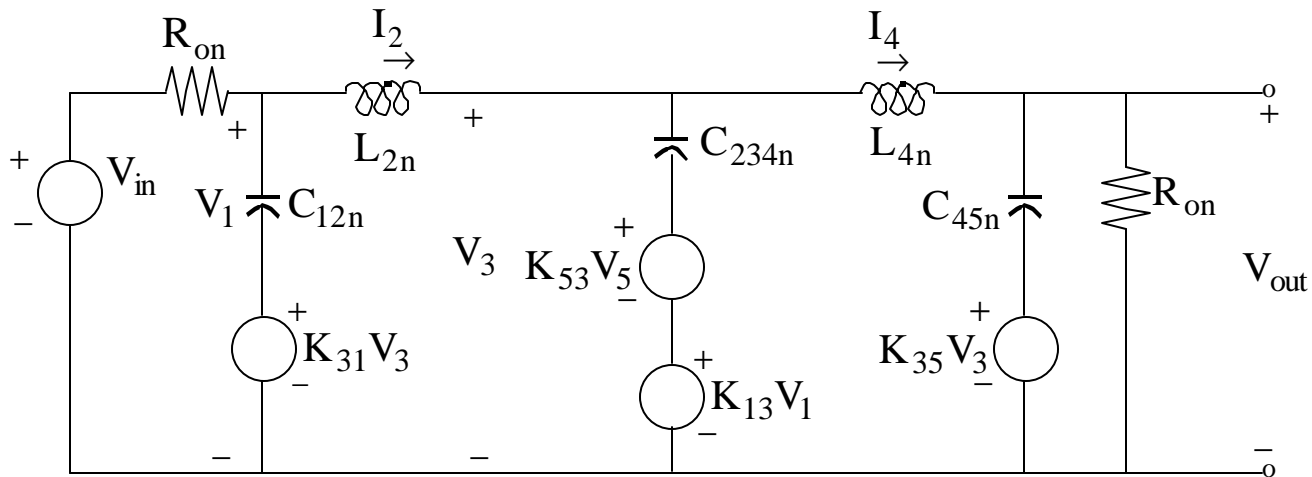 R_on
I_2 →
I_4 →
+ L_2n + C_234n L_4n +
+ V_in − V_1 C_12n C_45n R_on
V_3 + K_53V_5 − V_out
+ K_31V_3 − + K_35V_3 −
+ K_13V_1 −
− − −